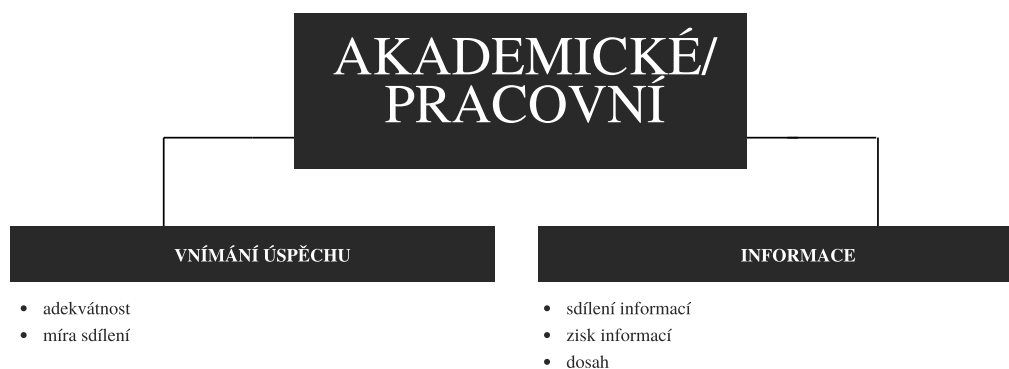 AKADEMICKÉ/
PRACOVNÍ
VNÍMÁNÍ ÚSPĚCHU
• adekvátnost
• míra sdílení
INFORMACE
• sdílení informací
• zisk informací
• dosah